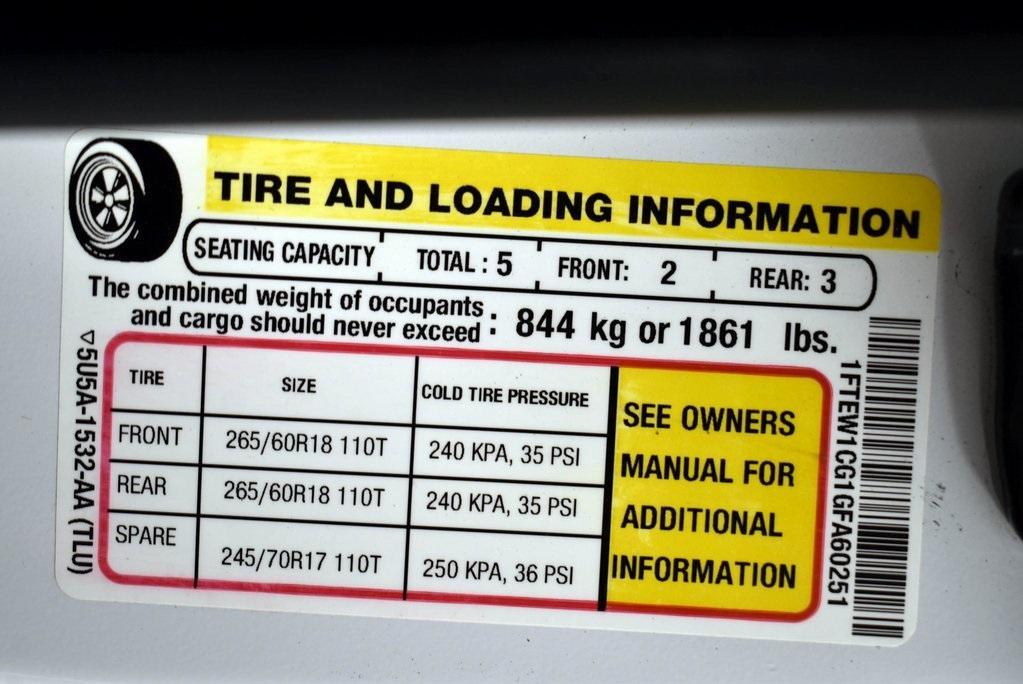 TIRE AND LOADING INFORMATION
SEATING CAPACITY TOTAL : 5 FRONT: 2 REAR: 3
The combined weight of occupants
and cargo should never exceed : 844 kg or 1861 lbs.
TIRE SIZE COLD TIRE PRESSURE
FRONT 265/60R18 110T 240 KPA, 35 PSI
REAR 265/60R18 110T 240 KPA, 35 PSI
SPARE 245/70R17 110T 250 KPA, 36 PSI
SEE OWNERS
MANUAL FOR
ADDITIONAL
INFORMATION
▽5U5A-1532-AA (TLU)
1FTEW1CG1GFA60251